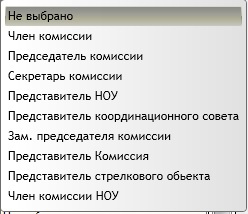 Не выбрано
Член комиссии
Председатель комиссии
Секретарь комиссии
Представитель НОУ
Представитель координационного совета
Зам. председателя комиссии
Представитель Комиссия
Представитель стрелкового обьекта
Член комиссии НОУ